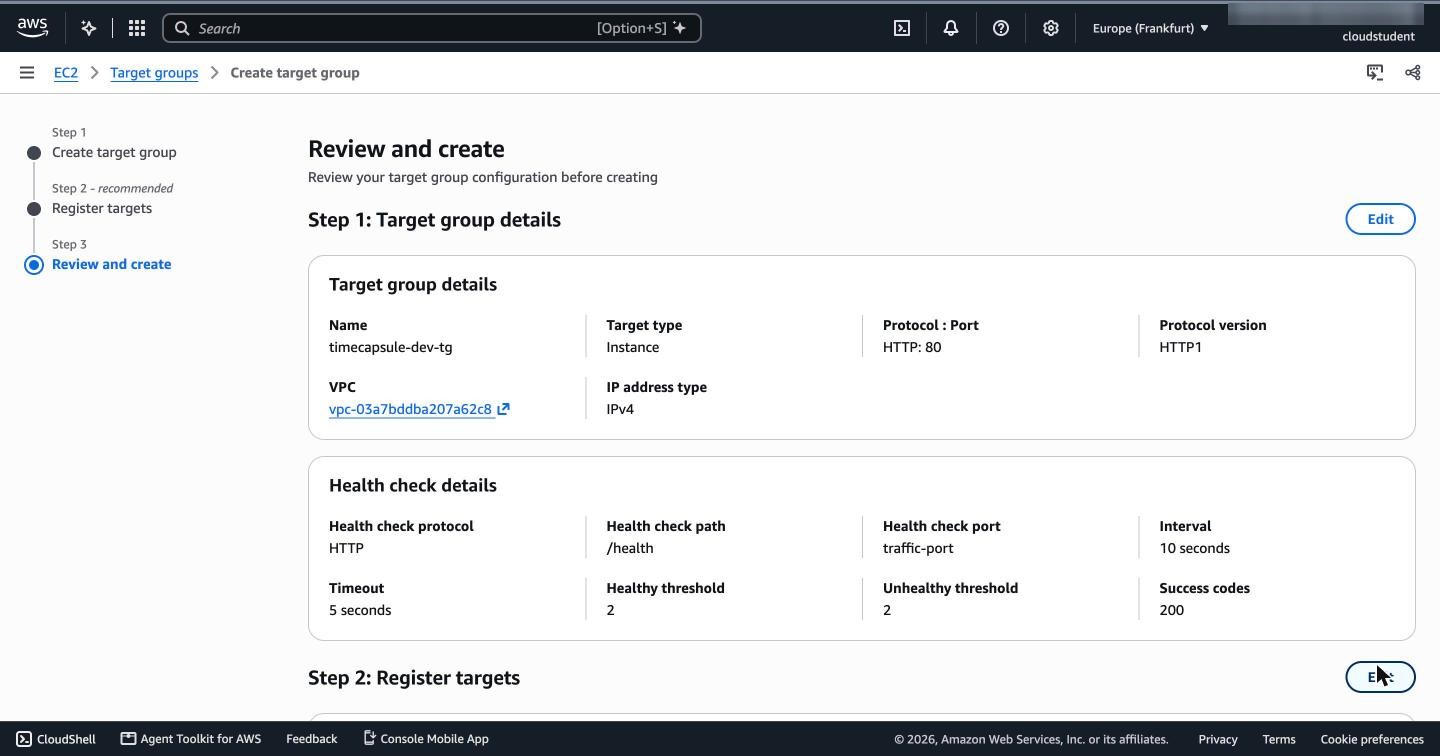 aws
Search
[Option+S]
Europe (Frankfurt)
cloudstudent
EC2
Target groups
Create target group
Step 1
Create target group
Step 2 - recommended
Register targets
Step 3
Review and create
Review and create
Review your target group configuration before creating
Step 1: Target group details
Edit
Target group details
Name
timecapsule-dev-tg
Target type
Instance
Protocol : Port
HTTP: 80
Protocol version
HTTP1
VPC
vpc-03a7bddba207a62c8
IP address type
IPv4
Health check details
Health check protocol
HTTP
Health check path
/health
Health check port
traffic-port
Interval
10 seconds
Timeout
5 seconds
Healthy threshold
2
Unhealthy threshold
2
Success codes
200
Step 2: Register targets
CloudShell
Agent Toolkit for AWS
Feedback
Console Mobile App
© 2026, Amazon Web Services, Inc. or its affiliates.
Privacy
Terms
Cookie preferences